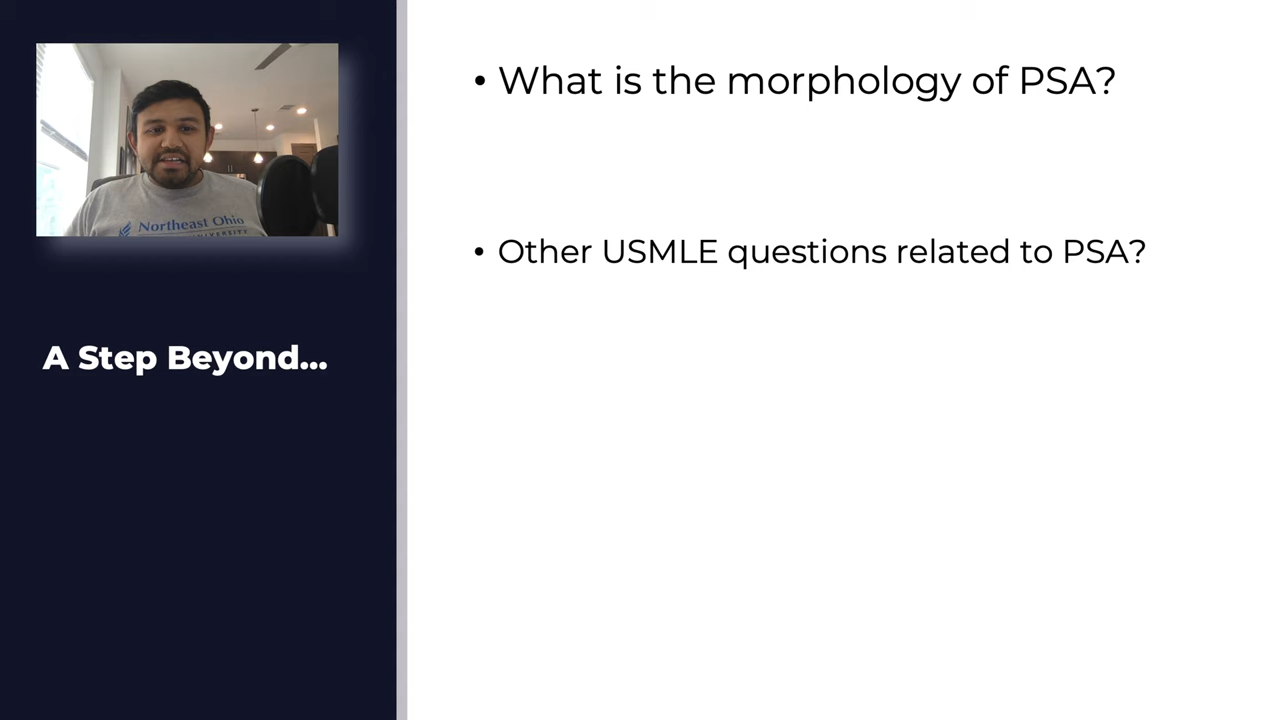 • What is the morphology of PSA?
• Other USMLE questions related to PSA?
A Step Beyond...
Northeast Ohio